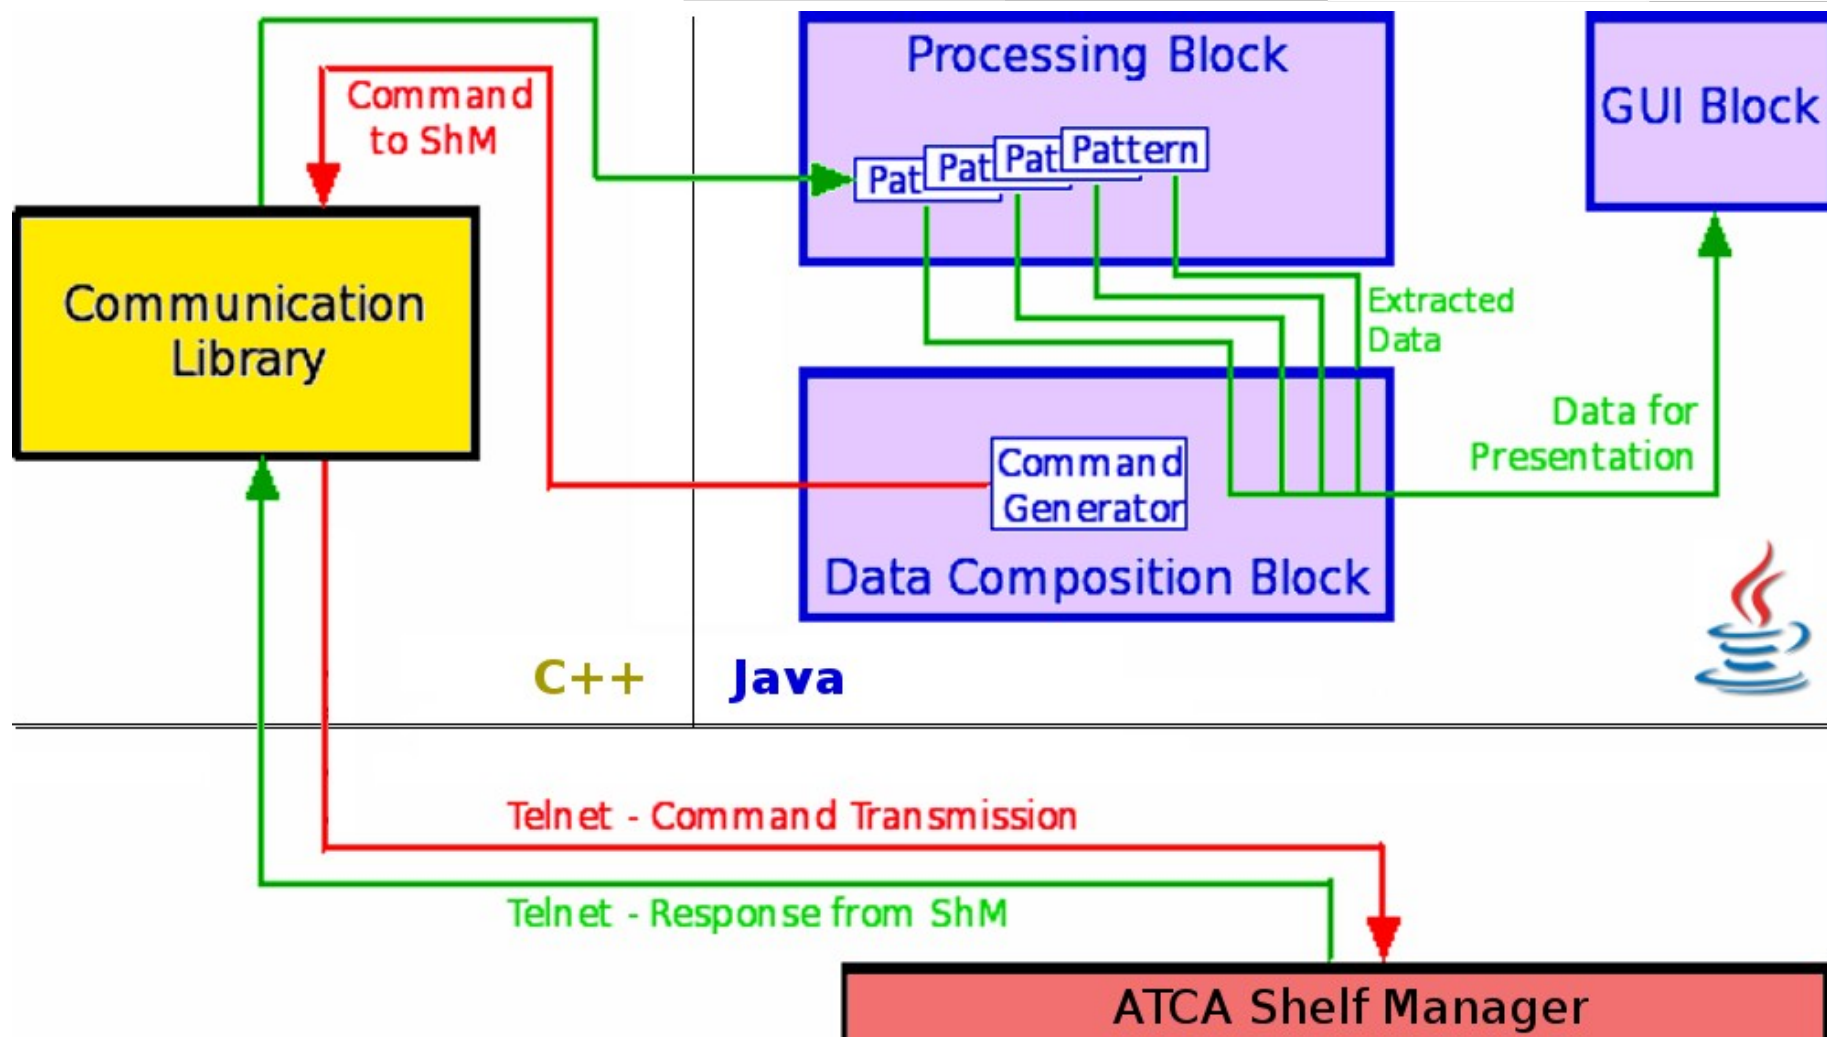 Processing Block
GUI Block
Command
to ShM
Pat
Pat
Pat
Pattern
Communication
Library
Extracted
Data
Data for
Presentation
Command
Generator
Data Composition Block
C++
Java
Telnet - Command Transmission
Telnet - Response from ShM
ATCA Shelf Manager